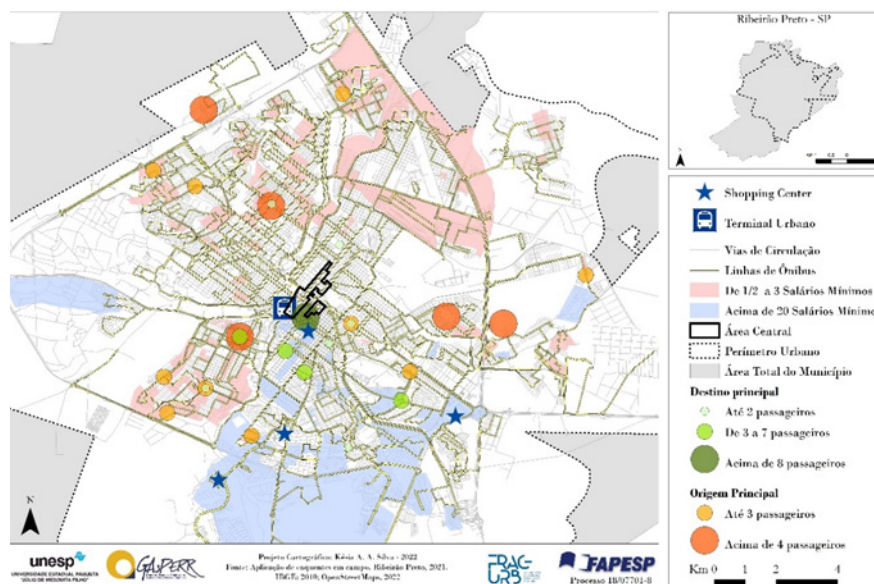 Ribeirão Preto - SP
N
Shopping Center
Terminal Urbano
Vias de Circulação
Linhas de Ônibus
De 1/2 a 3 Salários Mínimos
Acima de 20 Salários Mínimo
Área Central
Perímetro Urbano
Área Total do Município
Destino principal
Até 2 passageiros
De 3 a 7 passageiros
Acima de 8 passageiros
Origem Principal
Até 3 passageiros
Acima de 4 passageiros
Km 0 1 2 4
N
unesp
UNIVERSIDADE ESTADUAL PAULISTA
"JÚLIO DE MESQUITA FILHO"
GAsPERR
Projeto Cartográfico: Késia A. A. Silva - 2022
Fonte: Aplicação de enquetes em campo. Ribeirão Preto, 2021.
IBGE, 2010; OpenStreetMaps, 2022
FRAG-
URB
FAPESP
Processo 18/07701-8